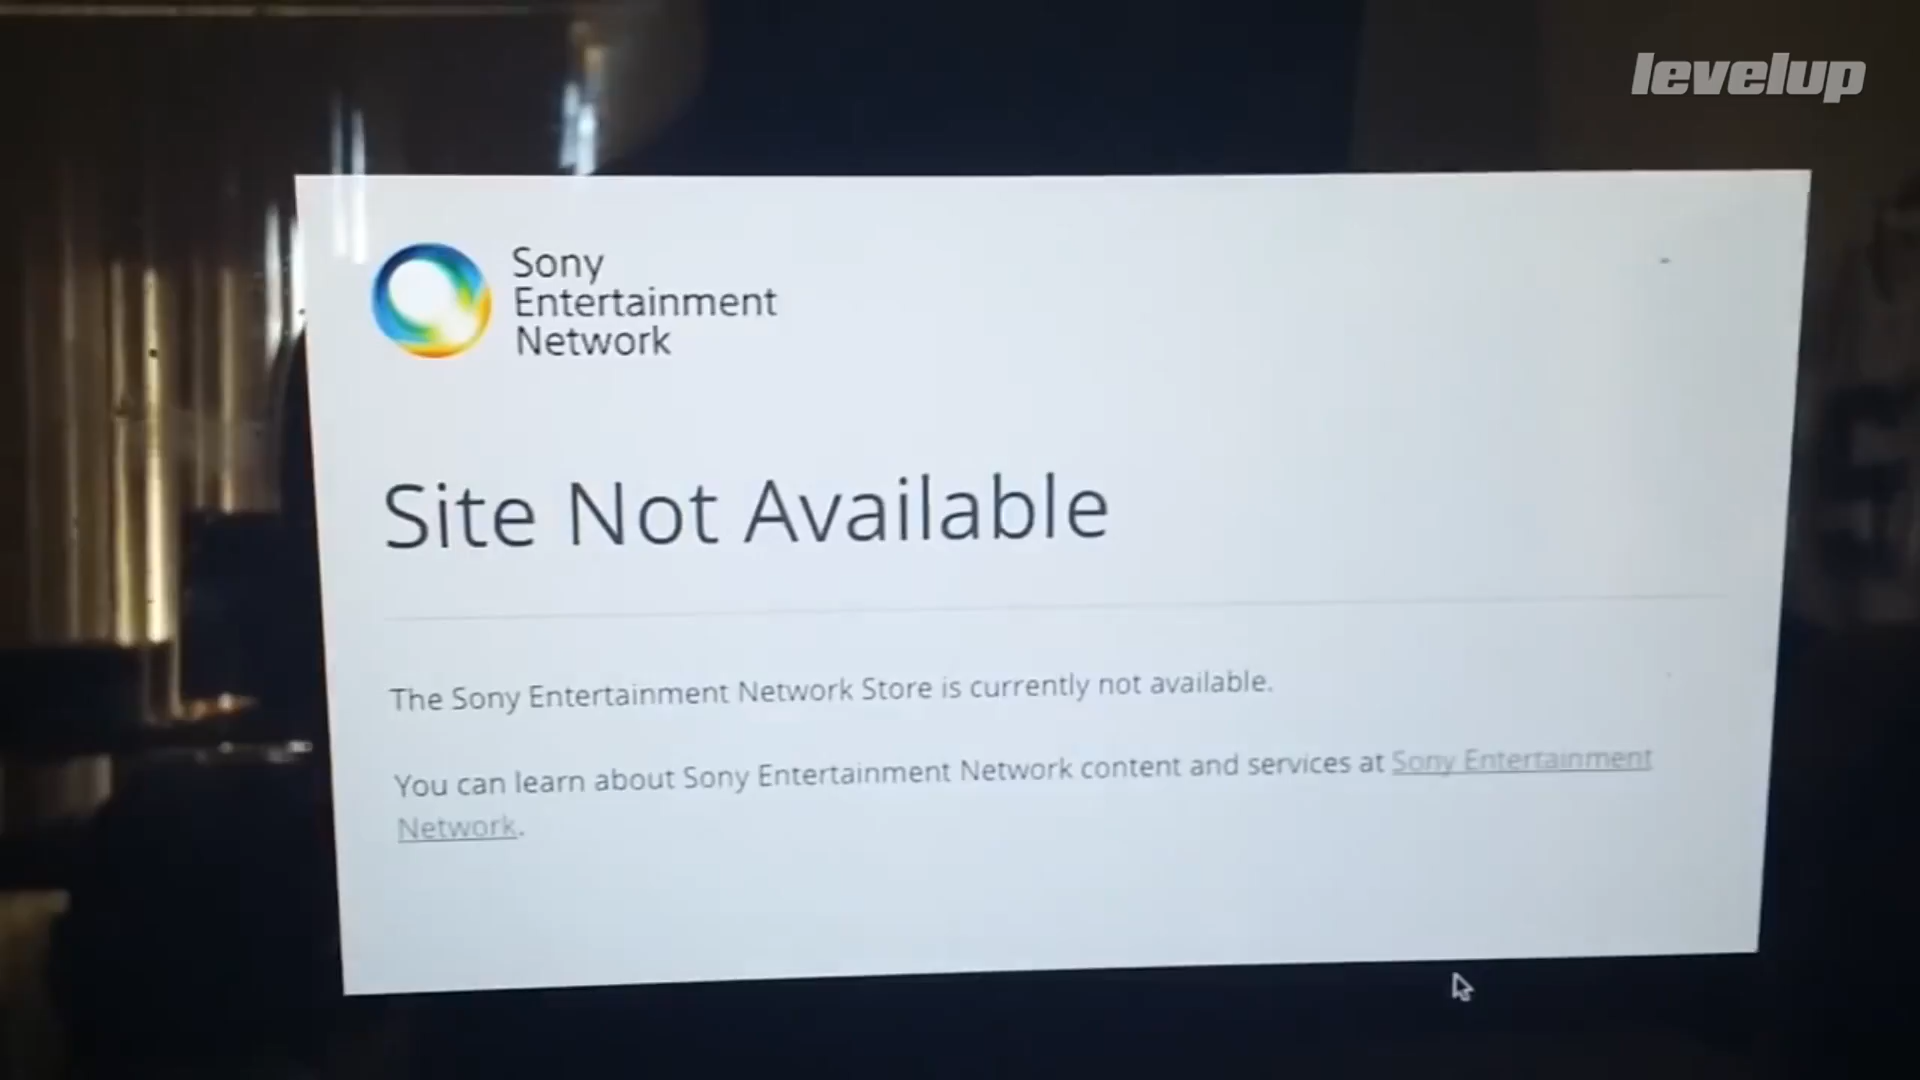 levelup
Sony
Entertainment
Network
Site Not Available
The Sony Entertainment Network Store is currently not available.
You can learn about Sony Entertainment Network content and services at Sony Entertainment
Network.